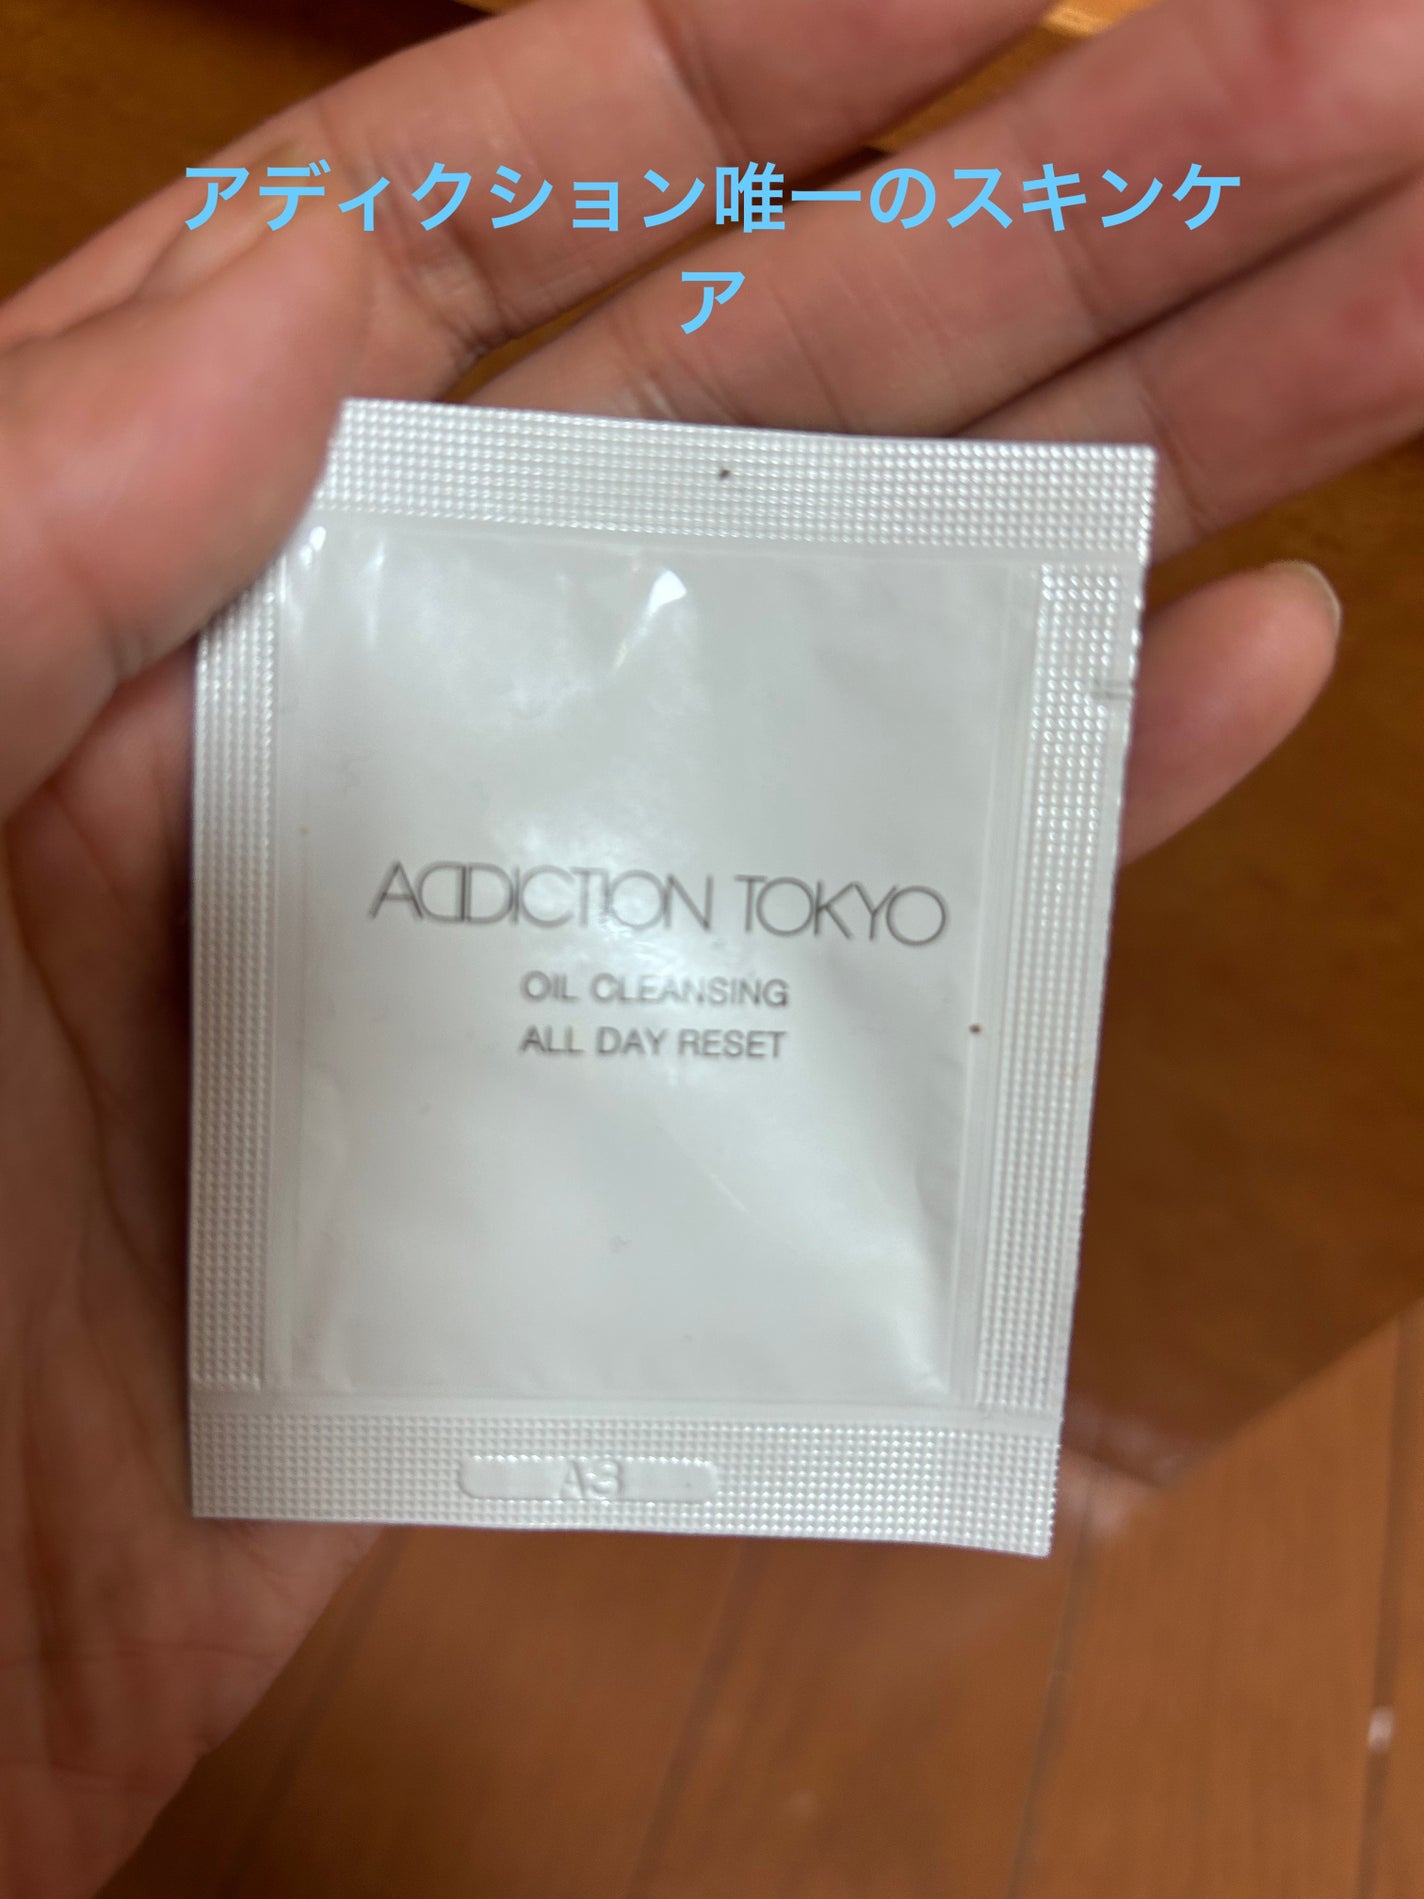 アディクション唯一のスキンケ
ア
ADDICTION TOKYO
OIL CLEANSING
ALL DAY RESET
A3